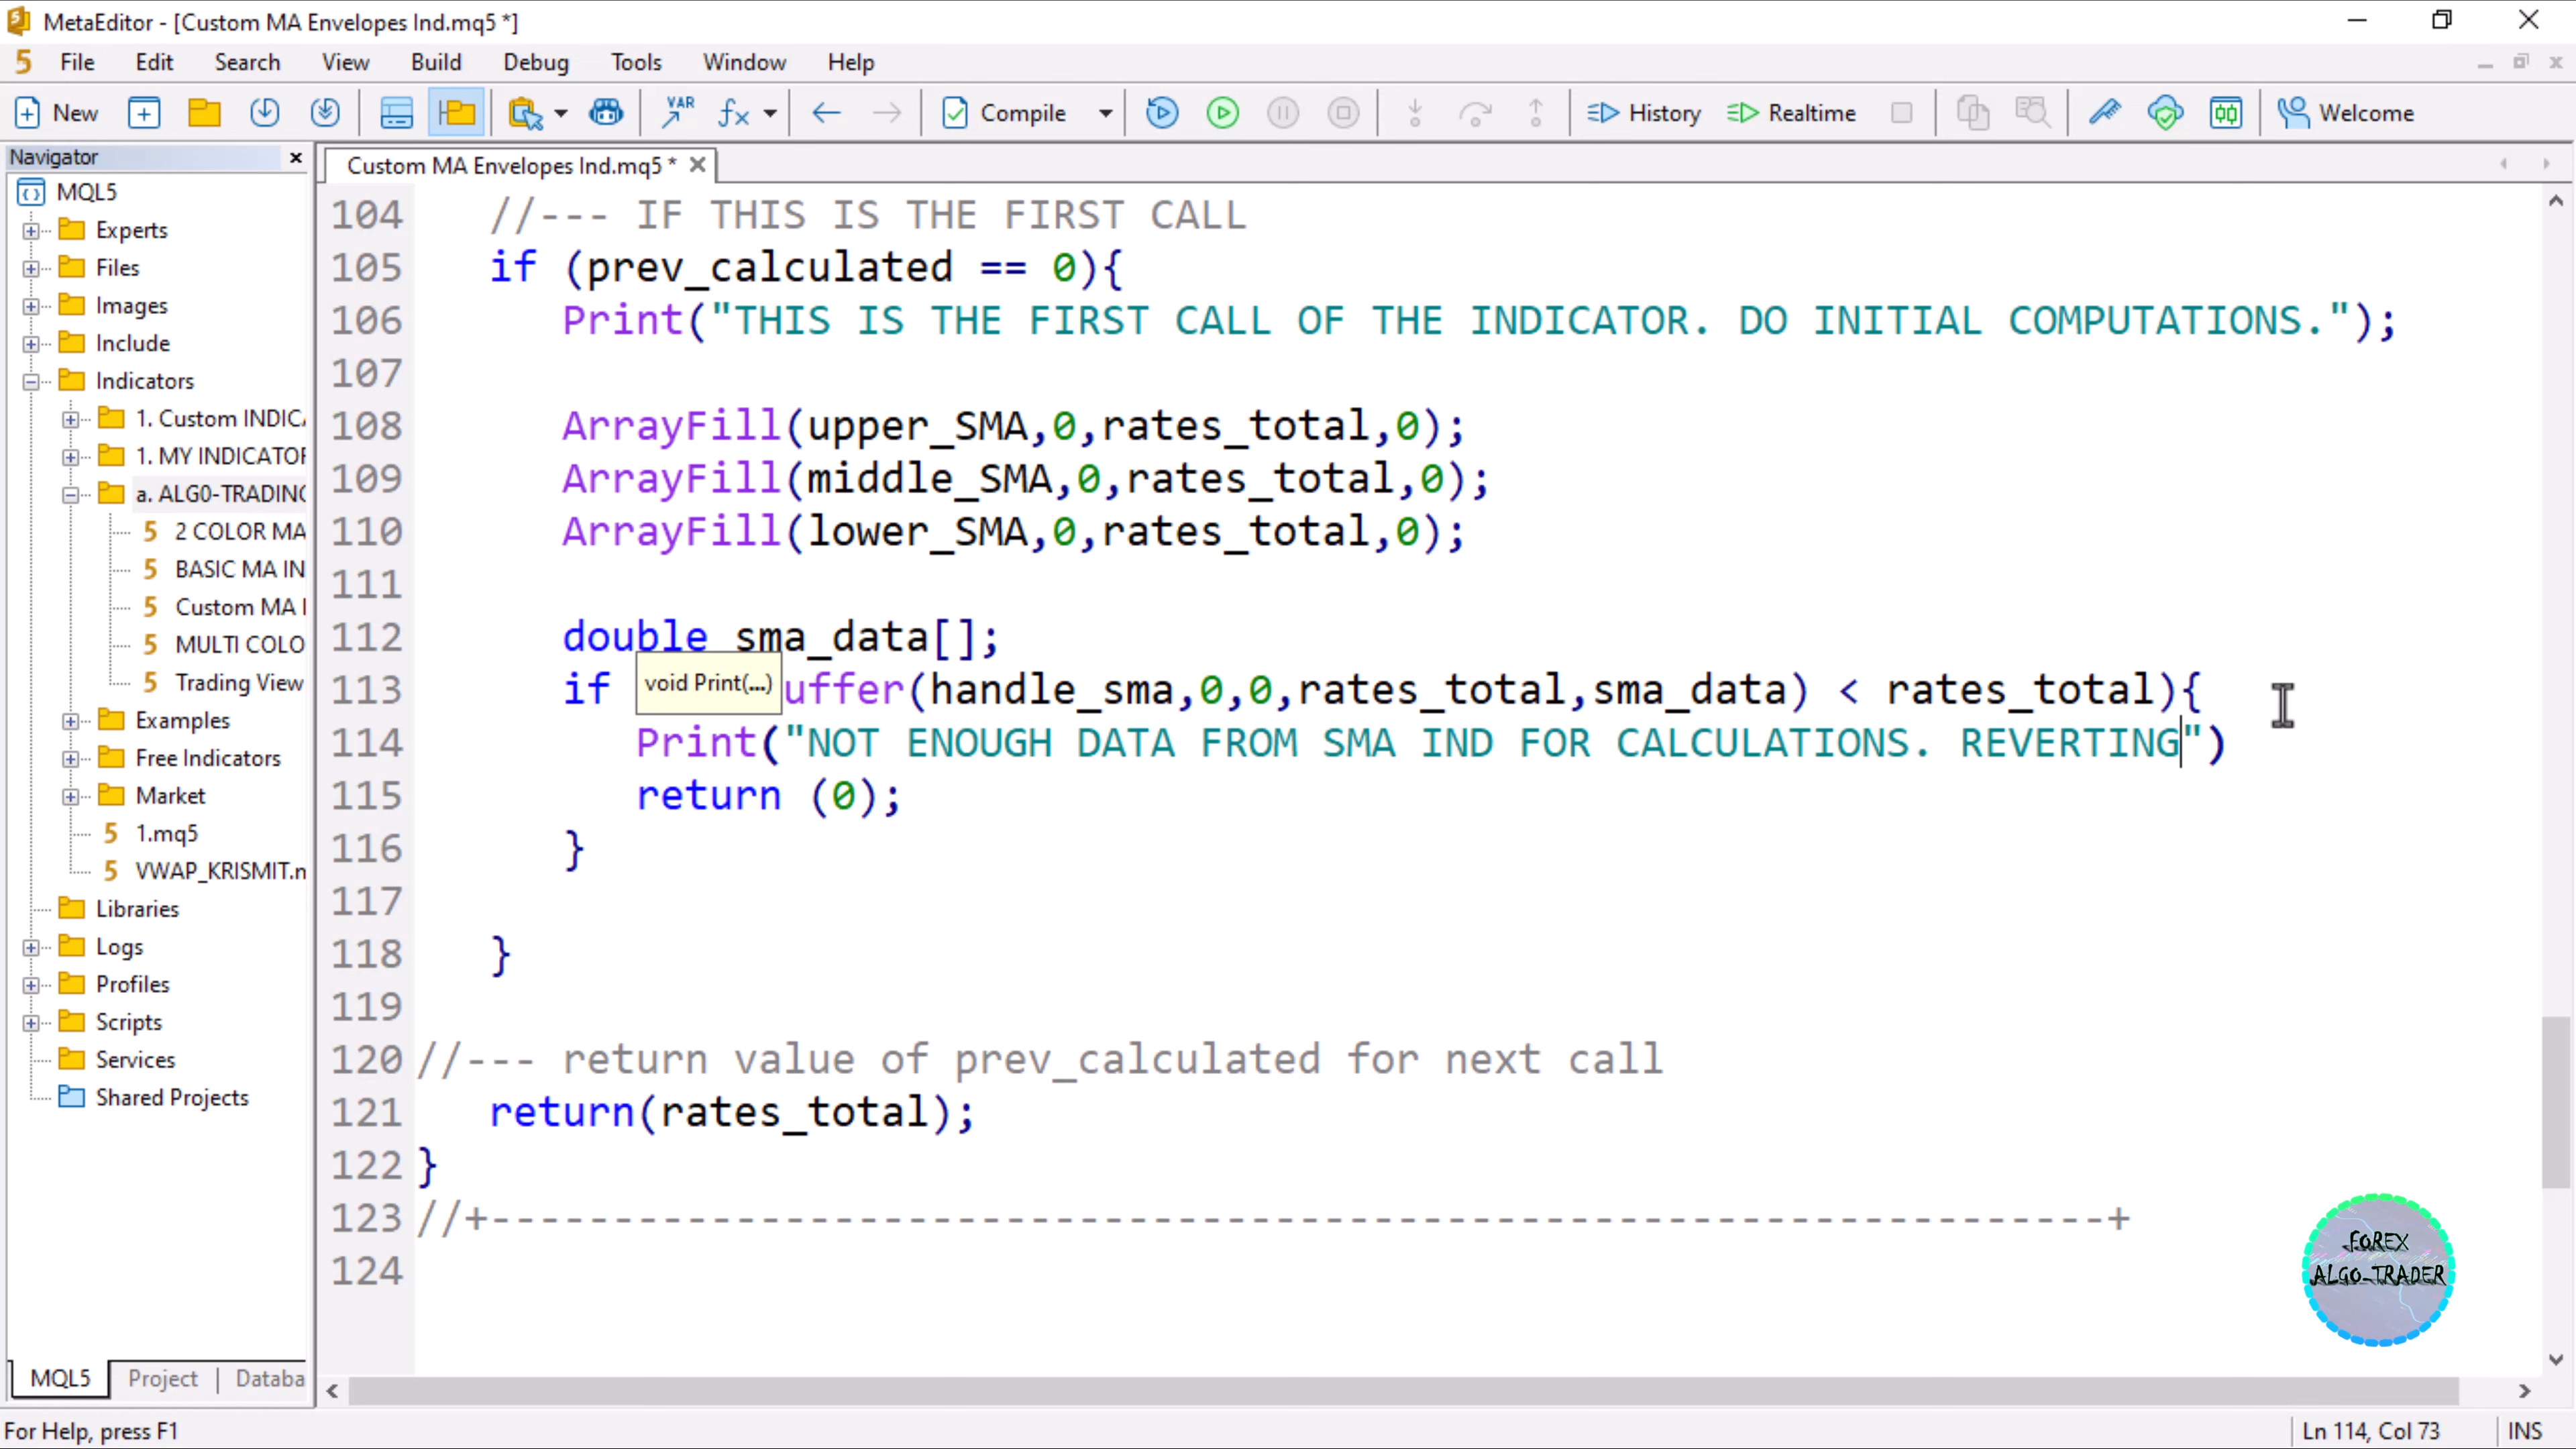 MetaEditor - [Custom MA Envelopes Ind.mq5 *]
File Edit Search View Build Debug Tools Window Help
New VAR fx Compile History Realtime Welcome
Navigator
Custom MA Envelopes Ind.mq5 *
MQL5
Experts
Files
Images
Include
Indicators
1. Custom INDIC
1. MY INDICATOR
a. ALG0-TRADING
2 COLOR MA
BASIC MA IN
Custom MA
MULTI COLO
Trading View
Examples
Free Indicators
Market
1.mq5
VWAP_KRISMIT.n
Libraries
Logs
Profiles
Scripts
Services
Shared Projects
MQL5 Project Databa
104 //--- IF THIS IS THE FIRST CALL
105 if (prev_calculated == 0){
106 Print("THIS IS THE FIRST CALL OF THE INDICATOR. DO INITIAL COMPUTATIONS.");
107
108 ArrayFill(upper_SMA,0,rates_total,0);
109 ArrayFill(middle_SMA,0,rates_total,0);
110 ArrayFill(lower_SMA,0,rates_total,0);
111
112 double sma_data[];
113 if void Print(...) uffer(handle_sma,0,0,rates_total,sma_data) < rates_total){
114 Print("NOT ENOUGH DATA FROM SMA IND FOR CALCULATIONS. REVERTING")
115 return (0);
116 }
117
118 }
119
120 //--- return value of prev_calculated for next call
121 return(rates_total);
122 }
123 //+------------------------------------------------------------------+
124
FOREX
ALGO-TRADER
For Help, press F1
Ln 114, Col 73 INS